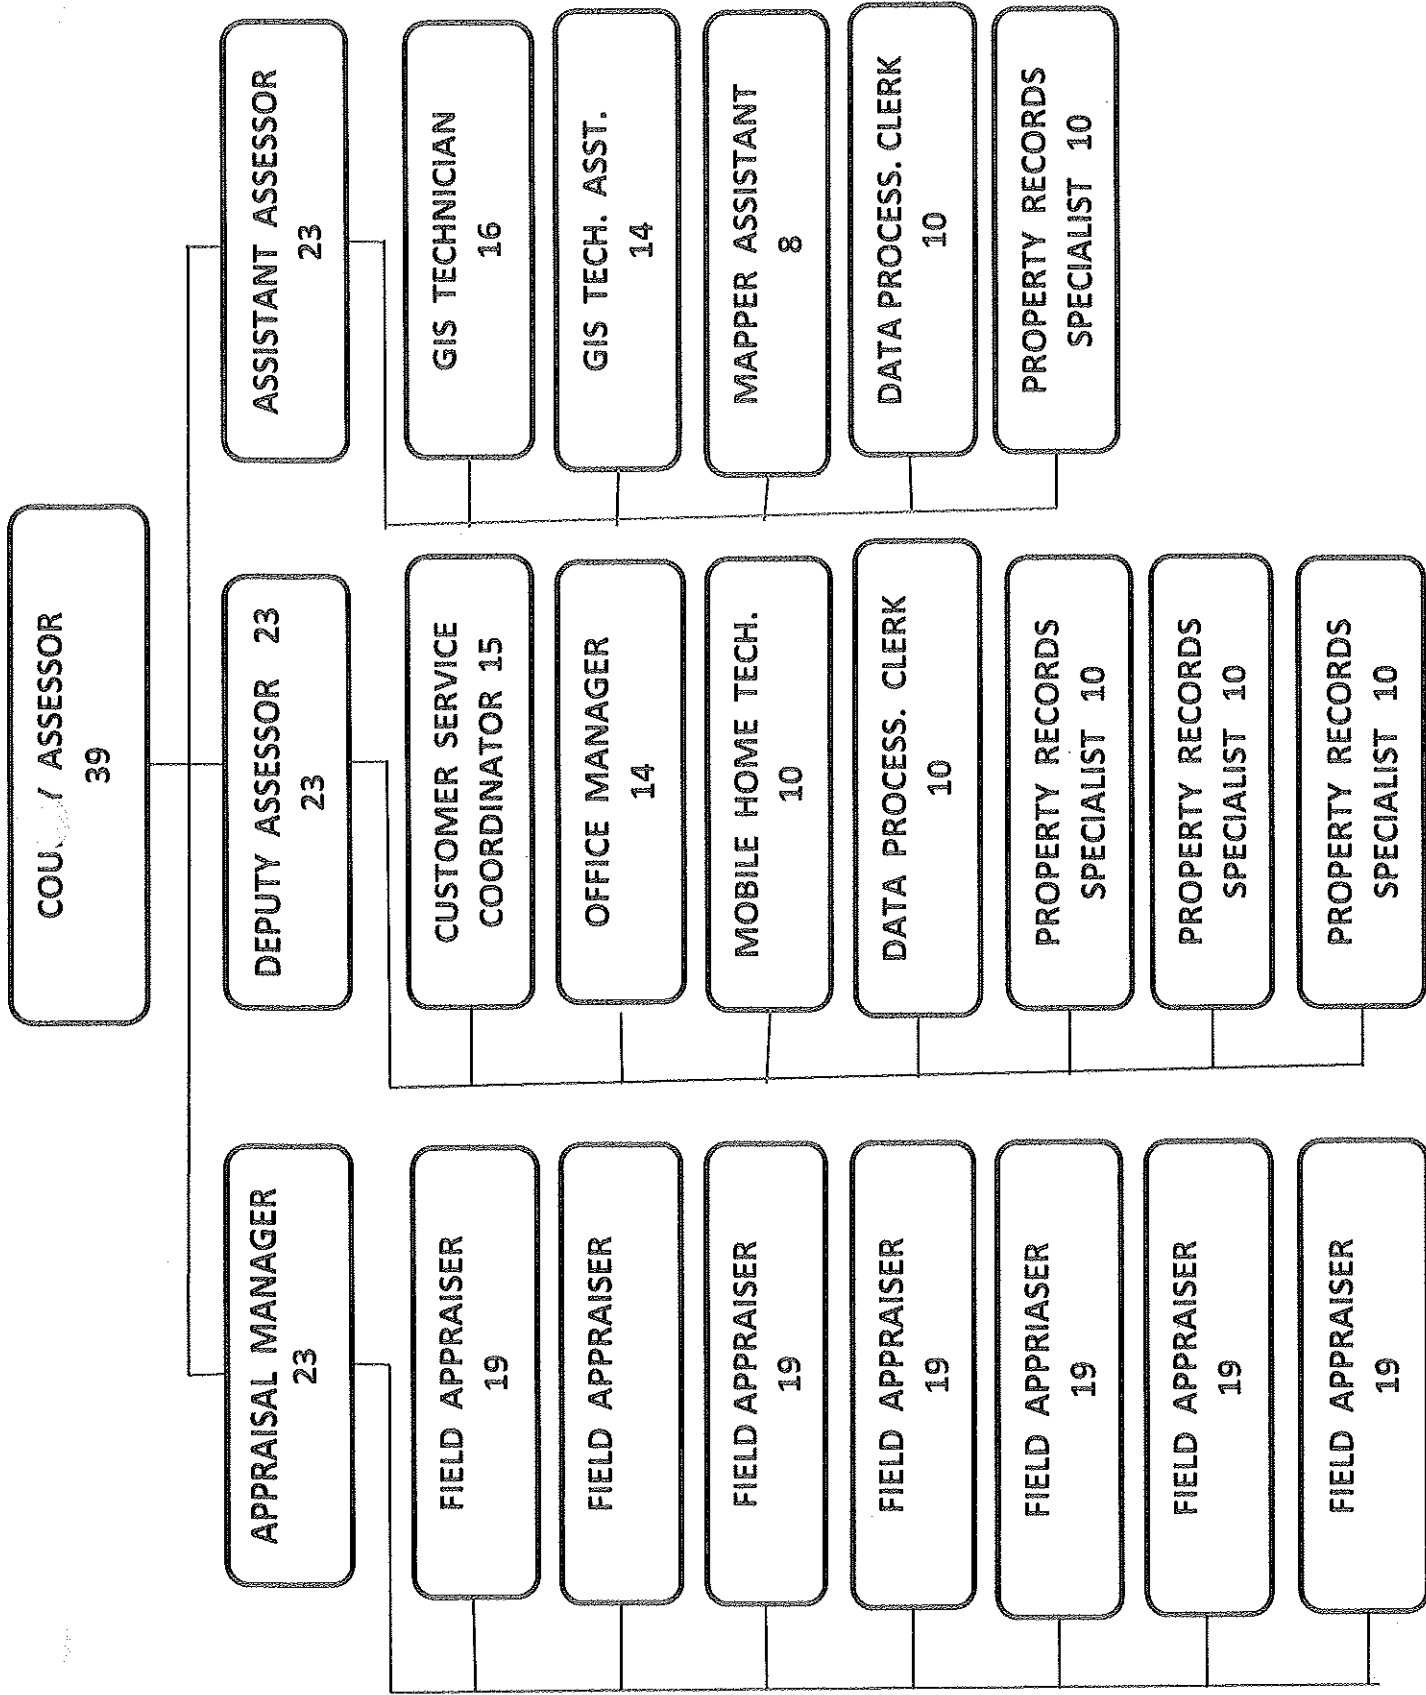 ASSESSOR
39
APPRAISAL MANAGER
23
FIELD APPRAISER
19
FIELD APPRAISER
FIELD APPRAISER
19
FIELD APPRAISER
19
FIELD APPRIASER
19
FIELD APPRAISER
19
FIELD APPRAISER
19
DEPUTY ASSESSOR 23
23
CUSTOMER SERVICE
COORDINATOR 15
OFFICE MANAGER
14
MOBILE HOME TECH.
10
DATA PROCESS. CLERK
10
PROPERTY RECORDS
SPECIALIST 10
PROPERTY RECORDS
SPECIALIST 10
PROPERTY RECORDS
SPECIALIST 10
ASSISTANT ASSESSOR
23
GIS TECHNICIAN
16
GIS TECH. ASST.
14
MAPPER ASSISTANT
8
DATA PROCESS. CLERK
10
PROPERTY RECORDS
SPECIALIST 10